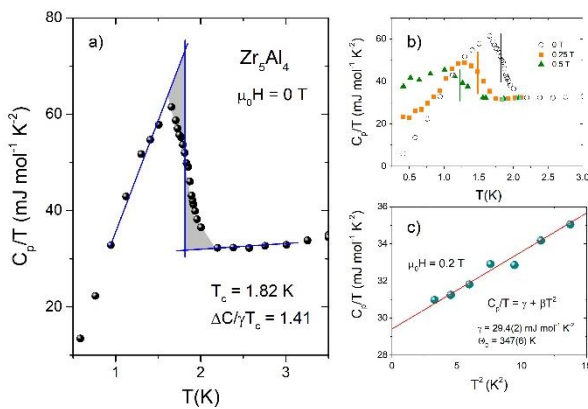 a)
Zr5Al4
μ0H = 0 T
80
60
40
20
Cp/T (mJ mol-1 K-2)
Tc = 1.82 K
ΔC/γTc = 1.41
1
2
3
T(K)
b)
0 T
0.25 T
0.5 T
60
40
20
0
Cp/T (mJ mol-1 K-2)
0.5 1.0 1.5 2.0 2.5 3.0
T(K)
c)
μ0H = 0.2 T
36
34
32
30
28
Cp/T (mJ mol-1 K-2)
Cp/T = γ + βT2
γ = 29.4(2) mJ mol-1 K-2
ΘD = 347(6) K
0 5 10 15
T2 (K2)